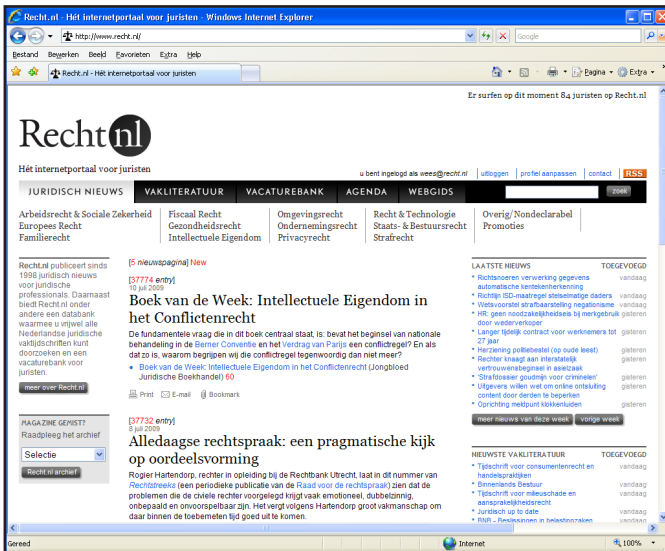 Recht.nl - Hét internetportaal voor juristen - Windows Internet Explorer
http://www.recht.nl/
Google
Bestand Bewerken Beeld Favorieten Extra Help
Recht.nl - Hét internetportaal voor juristen
Pagina Extra
Er surfen op dit moment 84 juristen op Recht.nl
Recht nl
Hét internetportaal voor juristen
u bent ingelogd als wees@recht.nl uitloggen profiel aanpassen contact RSS
JURIDISCH NIEUWS VAKLITERATUUR VACATUREBANK AGENDA WEBGIDS zoek
Arbeidsrecht & Sociale Zekerheid Fiscaal Recht Omgevingsrecht Recht & Technologie Overig/Nondeclarabel
Europees Recht Gezondheidsrecht Ondernemingsrecht Staats- & Bestuursrecht Promoties
Familierecht Intellectuele Eigendom Privacyrecht Strafrecht
Recht.nl publiceert sinds
1998 juridisch nieuws
voor juridische
professionals. Daarnaast
biedt Recht.nl onder
andere een databank
waarmee u vrijwel alle
Nederlandse juridische
vaktijdschriften kunt
doorzoeken en een
vacaturebank voor
juristen.
meer over Recht.nl
MAGAZINE GEMIST?
Raadpleeg het archief
Selectie
Recht.nl archief
[5 nieuwspagina] New
[37774 entry]
10 juli 2009
Boek van de Week: Intellectuele Eigendom in
het Conflictenrecht
De fundamentele vraag die in dit boek centraal staat, is: bevat het beginsel van nationale
behandeling in de Berner Conventie en het Verdrag van Parijs een conflictregel? En als
dat zo is, waarom begrijpen wij die conflictregel tegenwoordig dan niet meer?
• Boek van de Week: Intellectuele Eigendom in het Conflictenrecht (Jongbloed
Juridische Boekhandel) 60
Print E-mail Bookmark
[37732 entry]
8 juli 2009
Alledaagse rechtspraak: een pragmatische kijk
op oordeelsvorming
Rogier Hartendorp, rechter in opleiding bij de Rechtbank Utrecht, laat in dit nummer van
Rechtstreeks (een periodieke publicatie van de Raad voor de rechtspraak) zien dat de
problemen die de civiele rechter voorgelegd krijgt vaak emotioneel, dubbelzinnig,
onbepaald en onvoorspelbaar zijn. Het vergt volgens Hartendorp groot vakmanschap om
daar binnen de toebemeten tijd goed uit te komen.
LAATSTE NIEUWS TOEGEVOEGD
• Richtsnoeren verwerking gegevens vandaag
automatische kentekenherkenning
• Richtlijn ISD-maatregel stelselmatige daders vandaag
• Wetsvoorstel strafbaarstelling negationisme vandaag
• HR: geen noodzakelijkheidseis bij merkgebruik gisteren
door wederverkoper
• Langer tijdelijk contract voor werknemers tot gisteren
27 jaar
• Herziening politiebestel (op oude leest) gisteren
• Rechter knaagt aan interstatelijk gisteren
vertrouwensbeginsel in asielzaak
• 'Strafdossier goudmijn voor criminelen' gisteren
• Uitgevers willen wet om online ontsluiting gisteren
content door derden te beperken
• Oprichting meldpunt klokkenluiden gisteren
meer nieuws van deze week vorige week
NIEUWSTE VAKLITERATUUR TOEGEVOEGD
• Tijdschrift voor consumentenrecht en vandaag
handelspraktijken
• Binnenlands Bestuur vandaag
• Tijdschrift voor milieuschade en vandaag
aansprakelijkheidsrecht
• Juridisch up to date vandaag
• BNB - Beslissingen in belastingzaken vandaag
Gereed Internet 100%